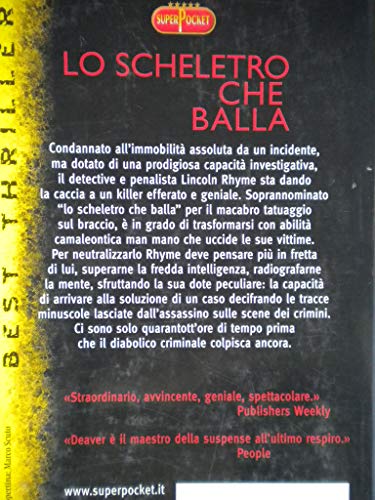 SUPERPOCKET
LO SCHELETRO
CHE
BALLA
Condannato all'immobilità assoluta da un incidente,
ma dotato di una prodigiosa capacità investigativa,
il detective e penalista Lincoln Rhyme sta dando
la caccia a un killer efferato e geniale. Soprannominato
"lo scheletro che balla" per il macabro tatuaggio
sul braccio, è in grado di trasformarsi con abilità
camaleontica man mano che uccide le sue vittime.
Per neutralizzarlo Rhyme deve pensare più in fretta
di lui, superarne la fredda intelligenza, radiografarne
la mente, sfruttando la sua dote peculiare: la capacità
di arrivare alla soluzione di un caso decifrando le tracce
minuscole lasciate dall'assassino sulle scene dei crimini.
Ci sono solo quarantott'ore di tempo prima
che il diabolico criminale colpisca ancora.
«Straordinario, avvincente, geniale, spettacolare.»
Publishers Weekly
«Deaver è il maestro della suspense all'ultimo respiro.»
People
www.superpocket.it
BEST THRILLER
Marco Scuto